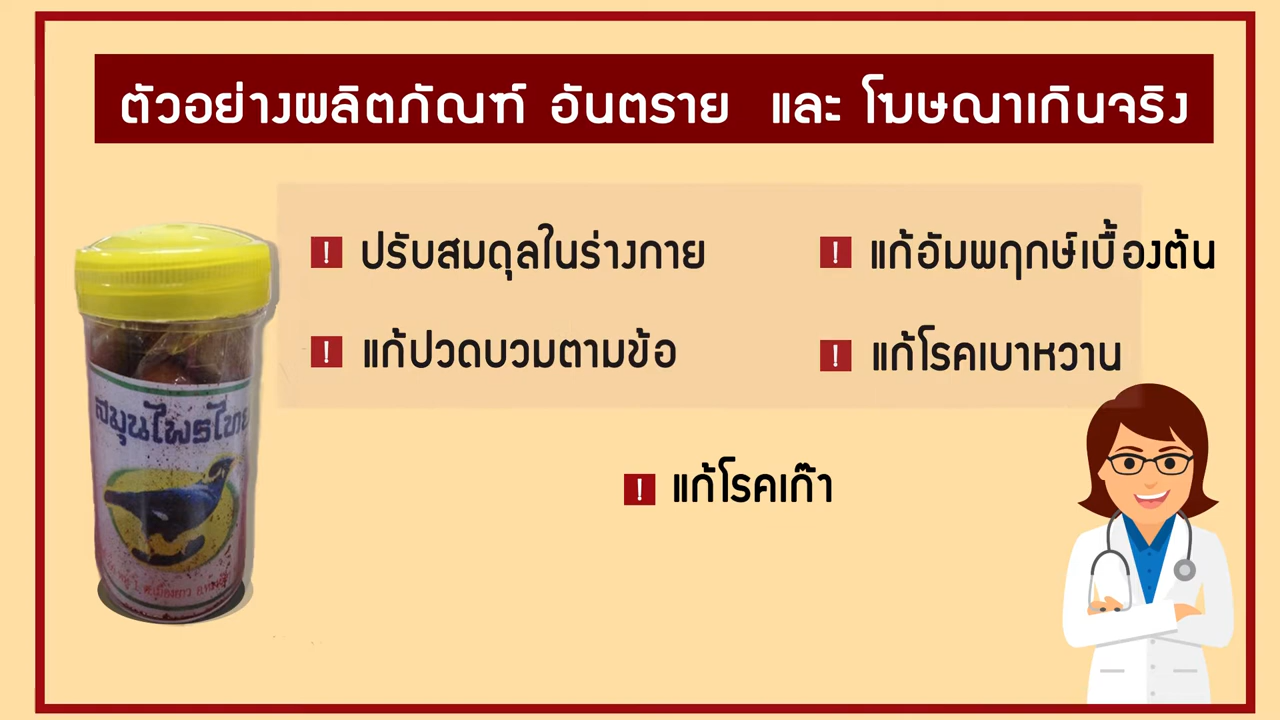 ตัวอย่างผลิตภัณฑ์ อันตราย และ โฆษณาเกินจริง
! ปรับสมดุลในร่างกาย
! แก้อัมพฤกษ์เบื้องต้น
! แก้ปวดบวมตามข้อ
! แก้โรคเบาหวาน
! แก้โรคเก๊า
สมุนไพรไทย